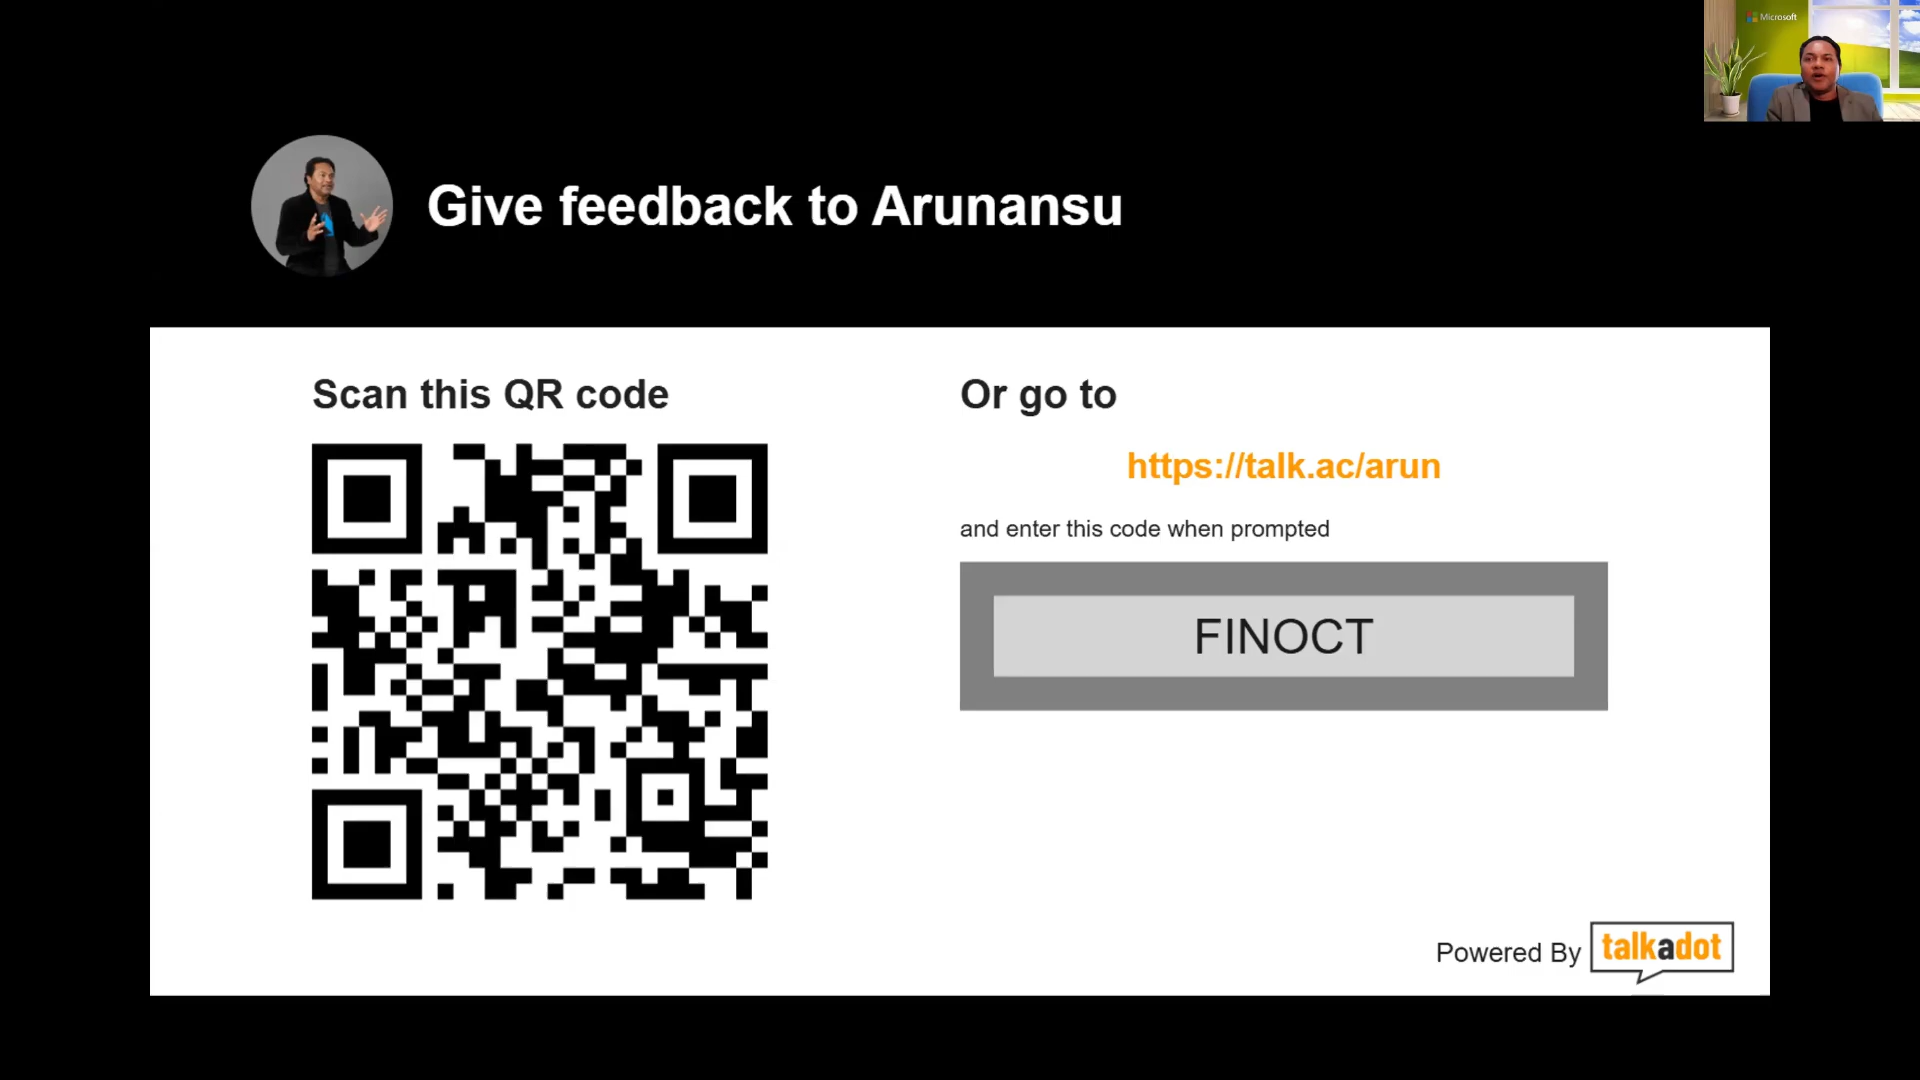 Microsoft
Give feedback to Arunansu
Scan this QR code
Or go to
https://talk.ac/arun
and enter this code when prompted
FINOCT
Powered By talkadot